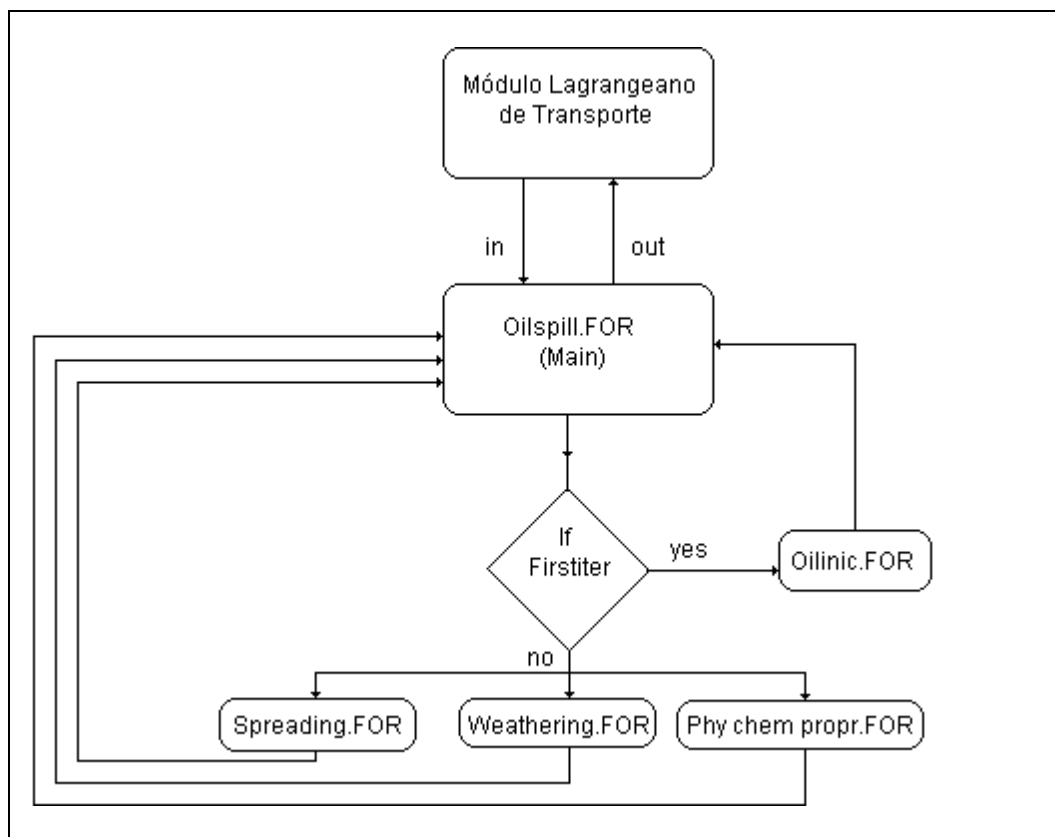 Módulo Lagrangeano
de Transporte
in
out
Oilspill.FOR
(Main)
If
Firstiter
yes
Oilinic.FOR
no
Spreading.FOR
Weathering.FOR
Phy chem propr.FOR